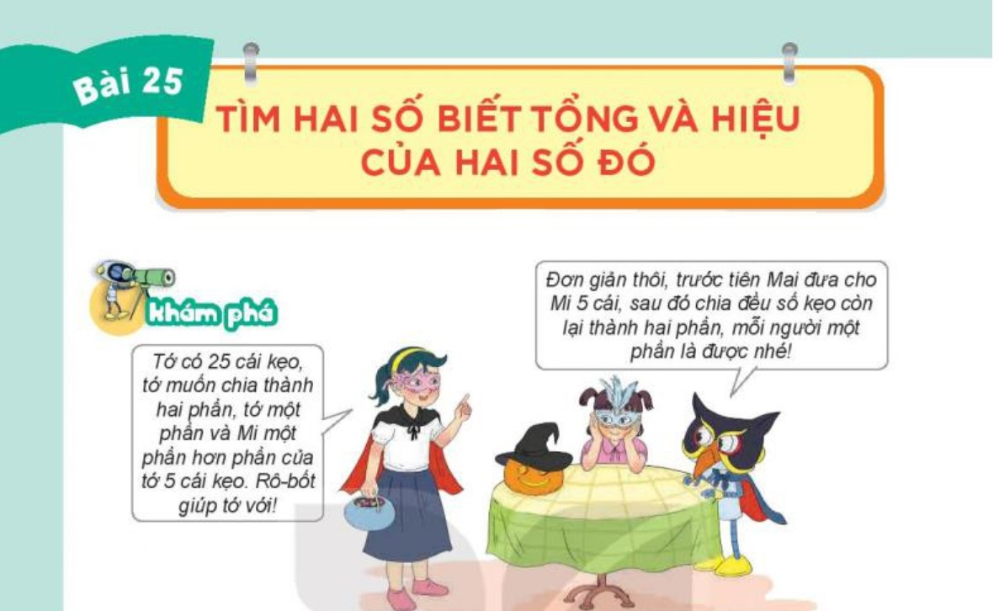 Bài 25
TÌM HAI SỐ BIẾT TỔNG VÀ HIỆU
CỦA HAI SỐ ĐÓ
khám phá
Đơn giản thôi, trước tiên Mai đưa cho
Mi 5 cái, sau đó chia đều số kẹo còn
lại thành hai phần, mỗi người một
phần là được nhé!
Tớ có 25 cái kẹo,
tớ muốn chia thành
hai phần, tớ một
phần và Mi một
phần hơn phần của
tớ 5 cái kẹo. Rô-bốt
giúp tớ với!